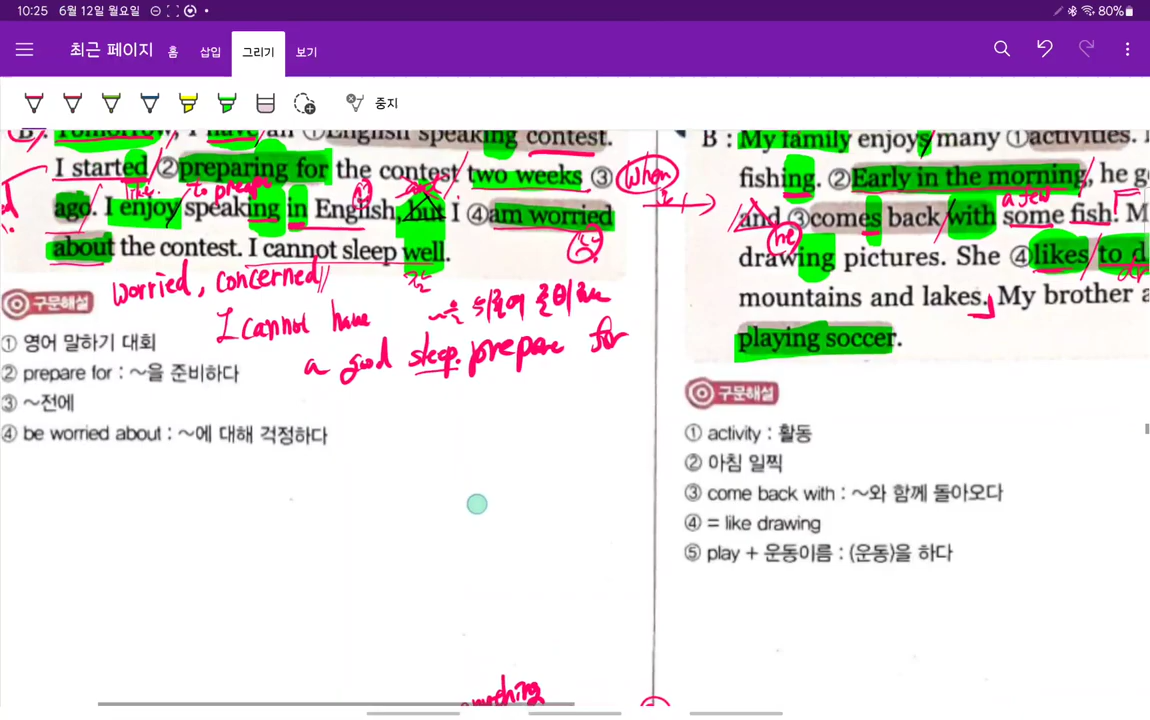 10:25 6월 12일 월요일 80%
최근 페이지 홈 삽입 그리기 보기
중지
B : Tomorrow, I have an ①English speaking contest.
I started ②preparing for the contest two weeks ③
to prepare
ago. I enjoy speaking in English, but I ④am worried
about the contest. I cannot sleep well.
worried, concerned
I cannot have
a good sleep. prepare for
구문해설
① 영어 말하기 대회
② prepare for : ~을 준비하다
③ ~전에
④ be worried about : ~에 대해 걱정하다
when
B : My family enjoys many ①activities.
fishing. ②Early in the morning, he
a few
and ③comes back with some fish.
he
drawing pictures. She ④likes to
mountains and lakes. My brother
playing soccer.
구문해설
① activity : 활동
② 아침 일찍
③ come back with : ~와 함께 돌아오다
④ = like drawing
⑤ play + 운동이름 : (운동)을 하다